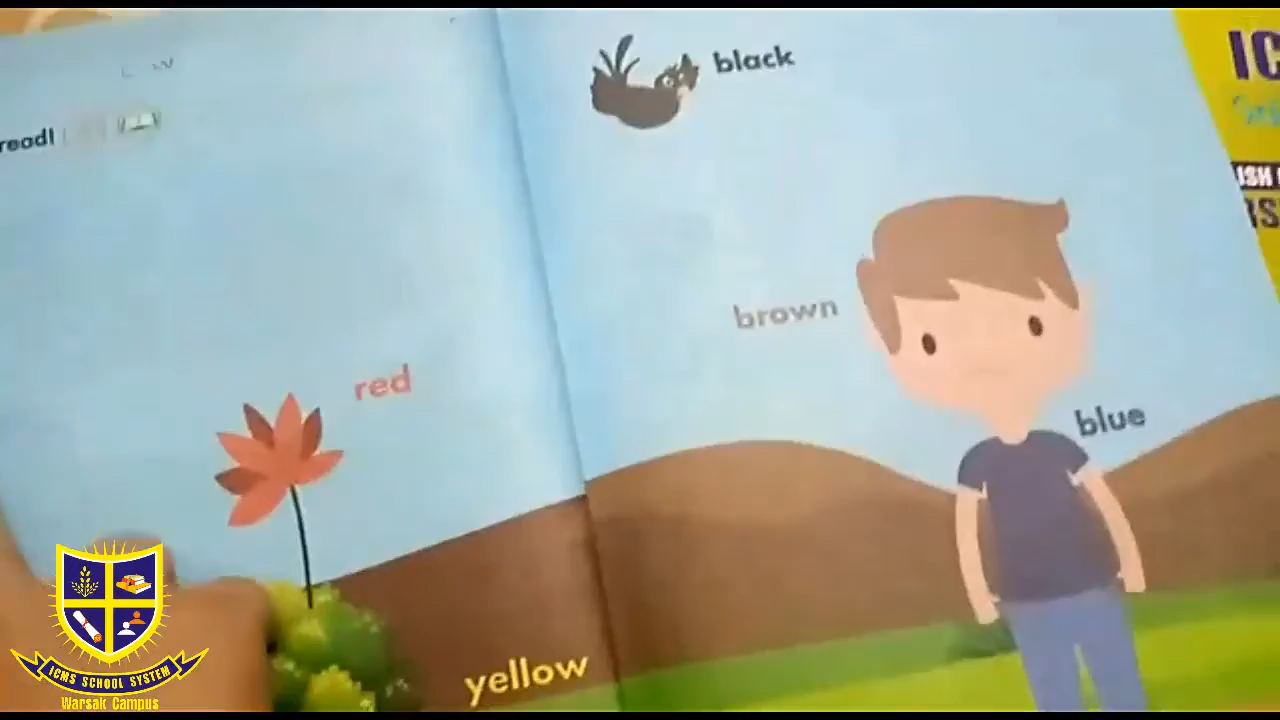 read!
red
yellow
black
brown
blue
ICMS SCHOOL SYSTEM
Warsak Campus